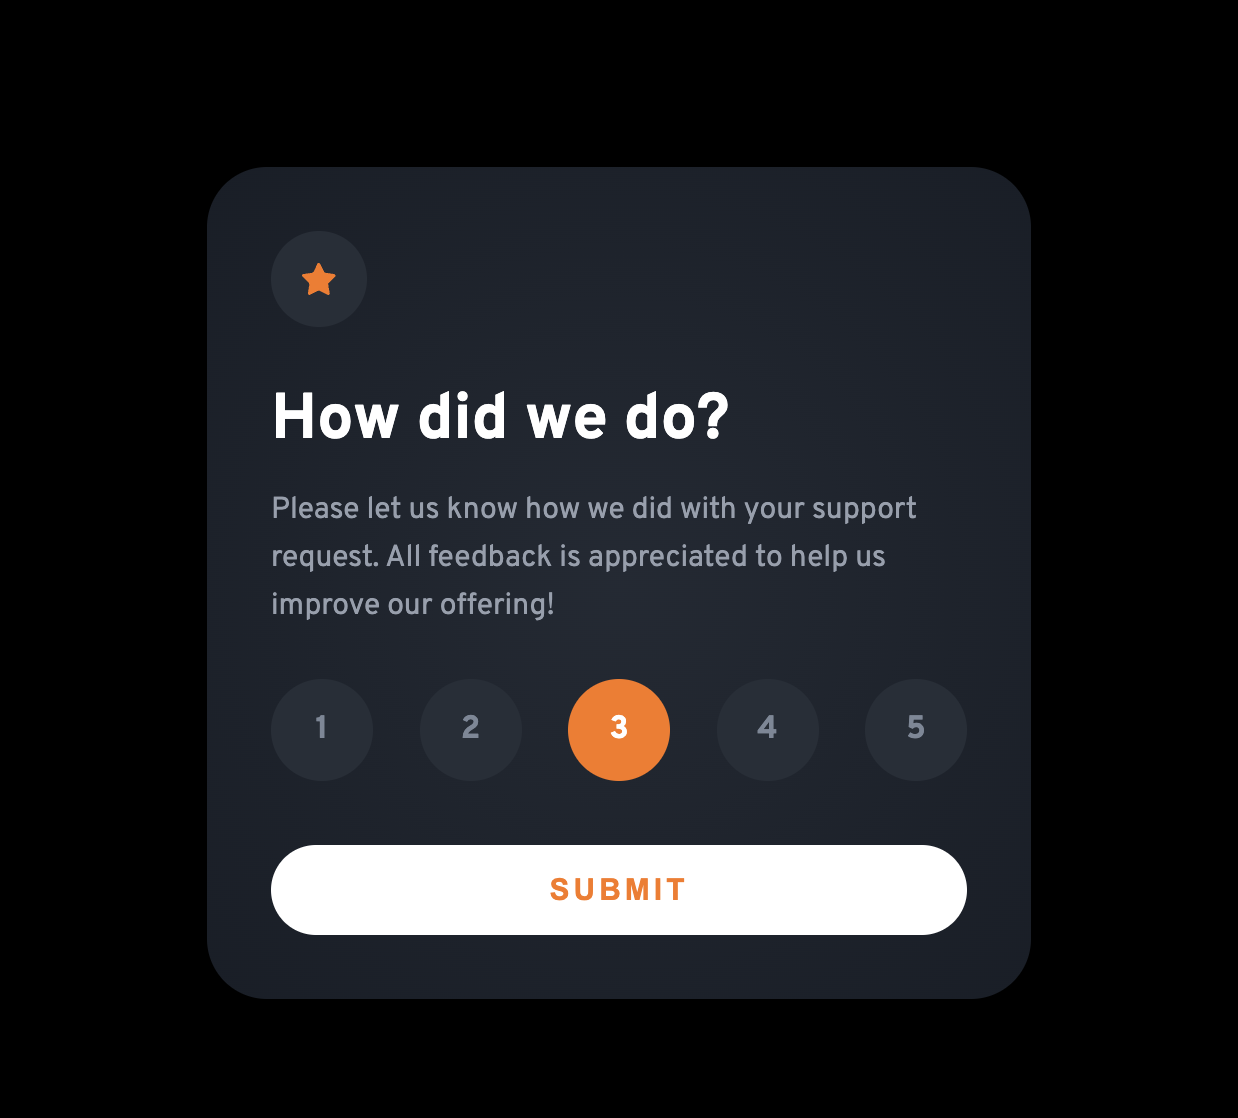 How did we do?
Please let us know how we did with your support
request. All feedback is appreciated to help us
improve our offering!
1 2 3 4 5
SUBMIT